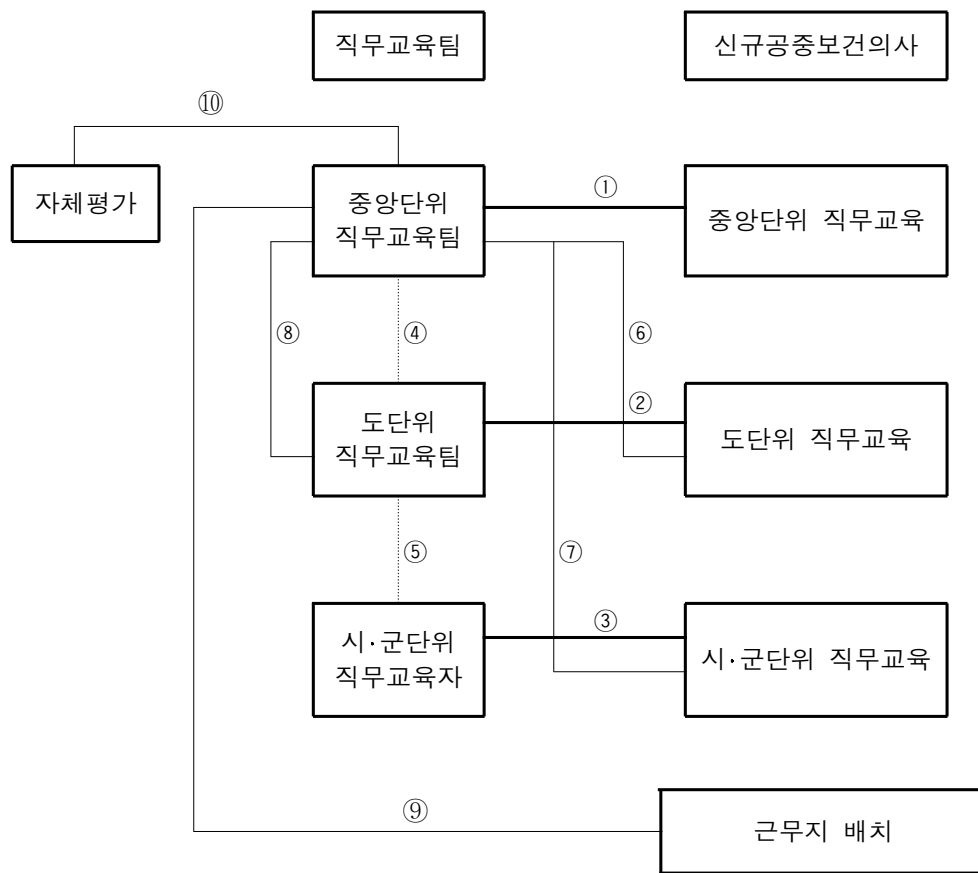 직무교육팀
신규공중보건의사
⑩
자체평가
중앙단위
직무교육팀
①
중앙단위 직무교육
⑧
④
⑥
도단위
직무교육팀
②
도단위 직무교육
⑤
⑦
시·군단위
직무교육자
③
시·군단위 직무교육
⑨
근무지 배치